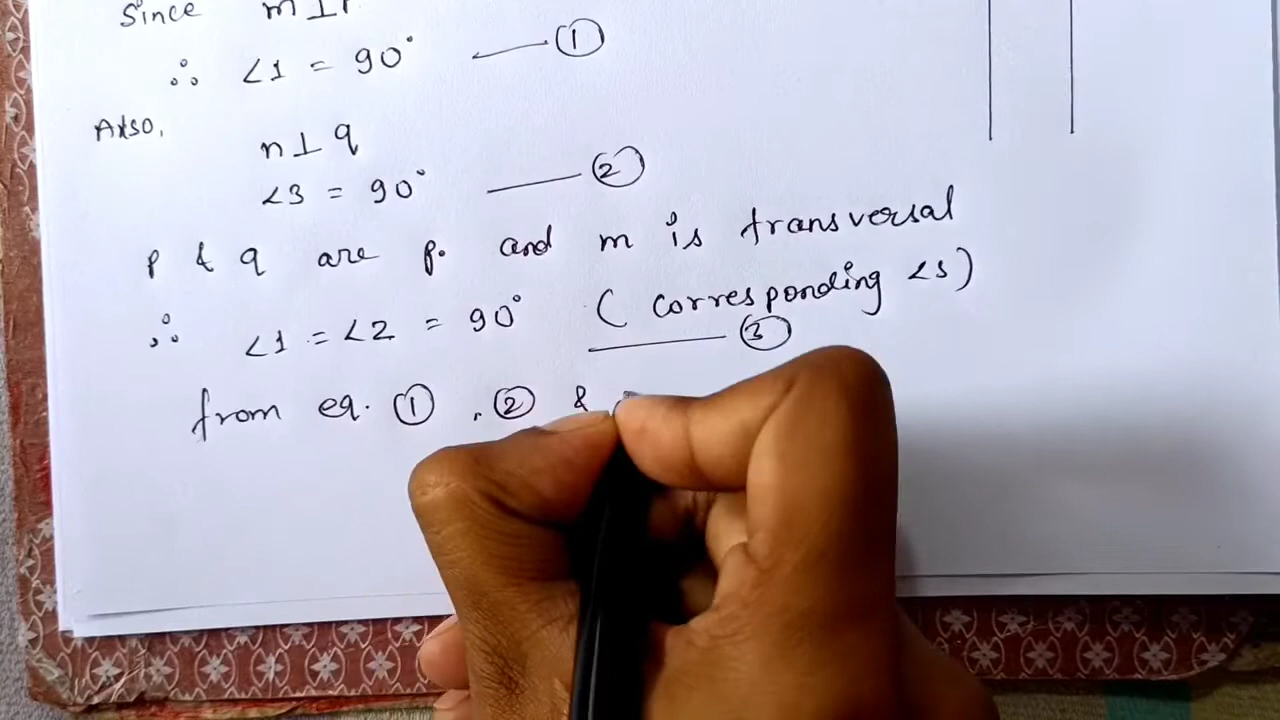 Since m⊥
∴ ∠1 = 90° ①
Also,
n⊥q
∠3 = 90° ②
p & q are p. and m is transversal
∴ ∠1 = ∠2 = 90° (corresponding ∠s)
③
from eq. ①, ② &